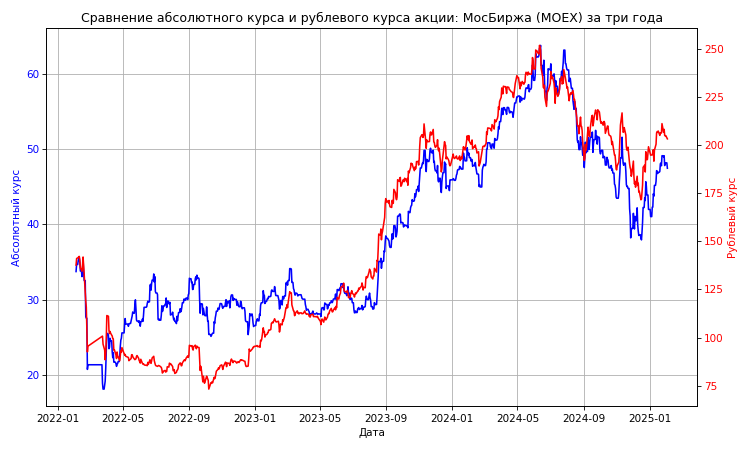 Сравнение абсолютного курса и рублевого курса акции: МосБиржа (MOEX) за три года
Абсолютный курс
60
50
40
30
20
Рублевый курс
250
225
200
175
150
125
100
75
2022-01 2022-05 2022-09 2023-01 2023-05 2023-09 2024-01 2024-05 2024-09 2025-01
Дата